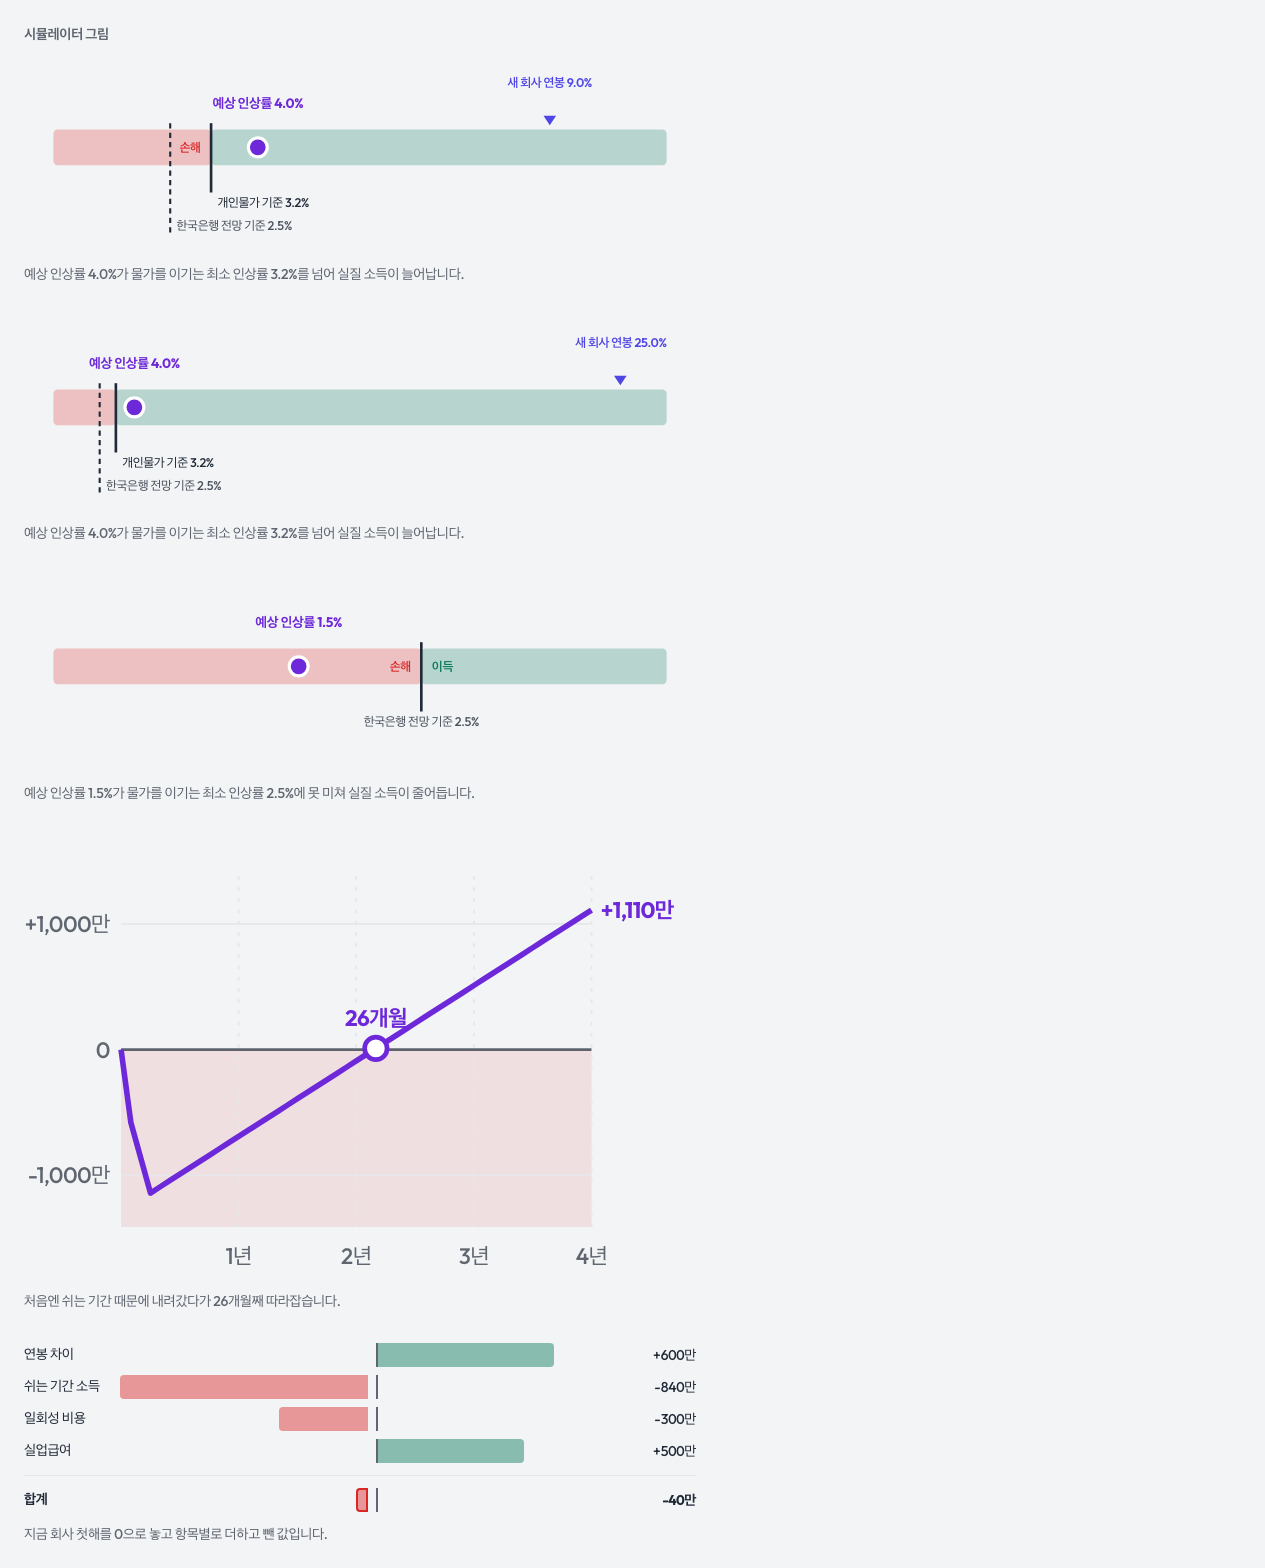 시뮬레이터 그림
새 회사 연봉 9.0%
예상 인상률 4.0%
손해
개인물가 기준 3.2%
한국은행 전망 기준 2.5%
예상 인상률 4.0%가 물가를 이기는 최소 인상률 3.2%를 넘어 실질 소득이 늘어납니다.
새 회사 연봉 25.0%
예상 인상률 4.0%
개인물가 기준 3.2%
한국은행 전망 기준 2.5%
예상 인상률 4.0%가 물가를 이기는 최소 인상률 3.2%를 넘어 실질 소득이 늘어납니다.
예상 인상률 1.5%
손해 이득
한국은행 전망 기준 2.5%
예상 인상률 1.5%가 물가를 이기는 최소 인상률 2.5%에 못 미쳐 실질 소득이 줄어듭니다.
+1,110만
+1,000만
26개월
0
-1,000만
1년 2년 3년 4년
처음엔 쉬는 기간 때문에 내려갔다가 26개월째 따라잡습니다.
연봉 차이 +600만
쉬는 기간 소득 -840만
일회성 비용 -300만
실업급여 +500만
합계 -40만
지금 회사 첫해를 0으로 놓고 항목별로 더하고 뺀 값입니다.